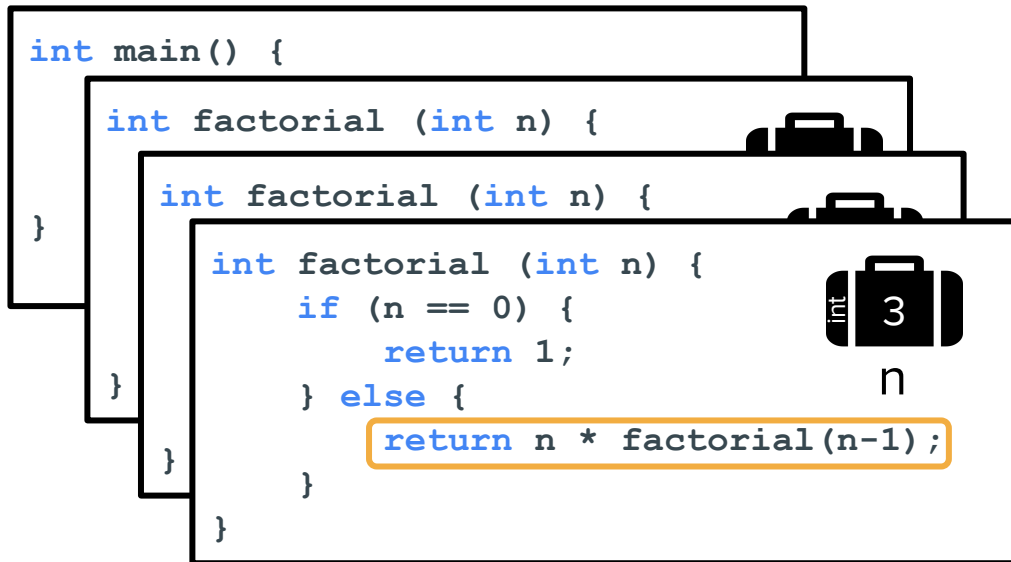 int main() {
}
int factorial (int n) {
}
int factorial (int n) {
}
int factorial (int n) {
if (n == 0) {
return 1;
} else {
return n * factorial(n-1);
}
}
int
3
n